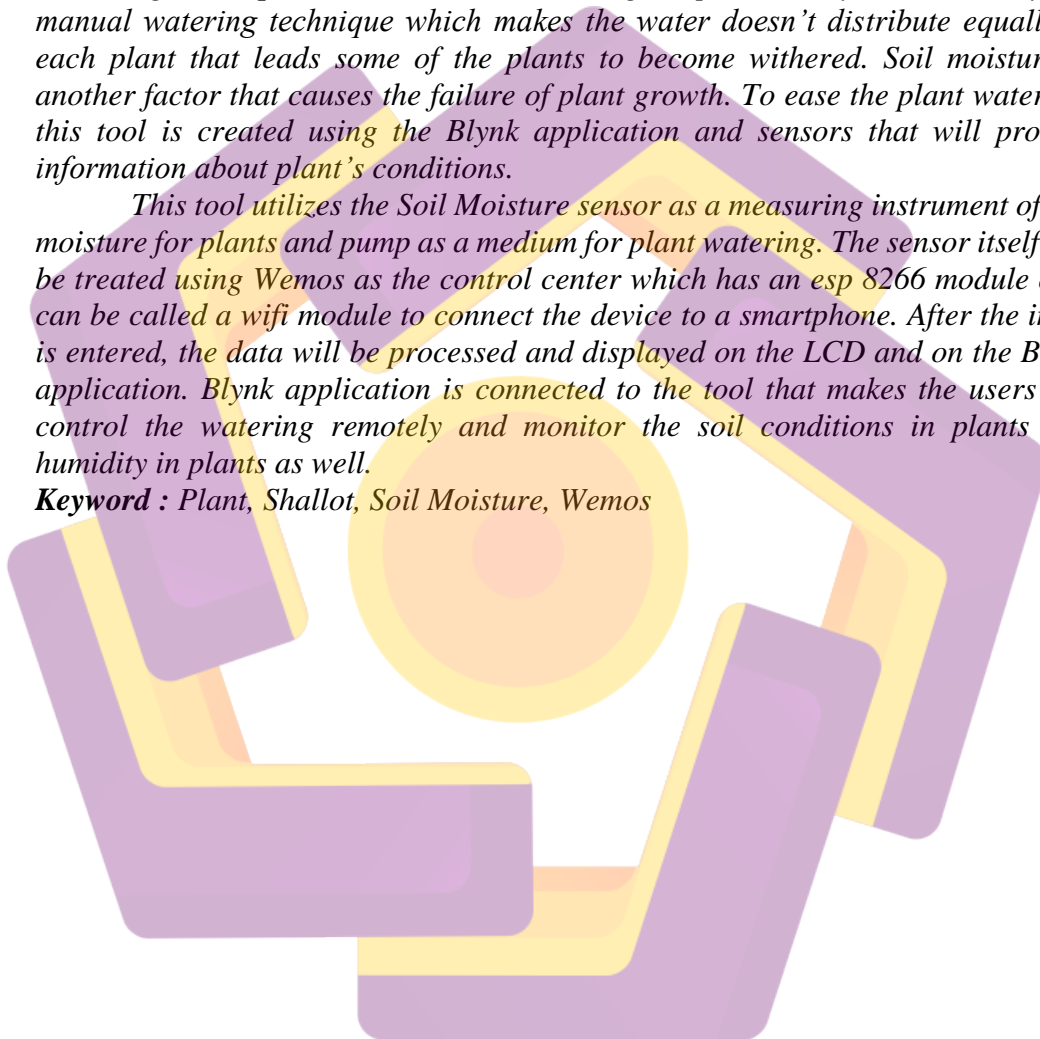 manual watering technique which makes the water doesn't distribute equall
each plant that leads some of the plants to become withered. Soil moistur
another factor that causes the failure of plant growth. To ease the plant water
this tool is created using the Blynk application and sensors that will pro
information about plant's conditions.
This tool utilizes the Soil Moisture sensor as a measuring instrument of
moisture for plants and pump as a medium for plant watering. The sensor itself
be treated using Wemos as the control center which has an esp 8266 module
can be called a wifi module to connect the device to a smartphone. After the i
is entered, the data will be processed and displayed on the LCD and on the B
application. Blynk application is connected to the tool that makes the users
control the watering remotely and monitor the soil conditions in plants
humidity in plants as well.
Keyword : Plant, Shallot, Soil Moisture, Wemos